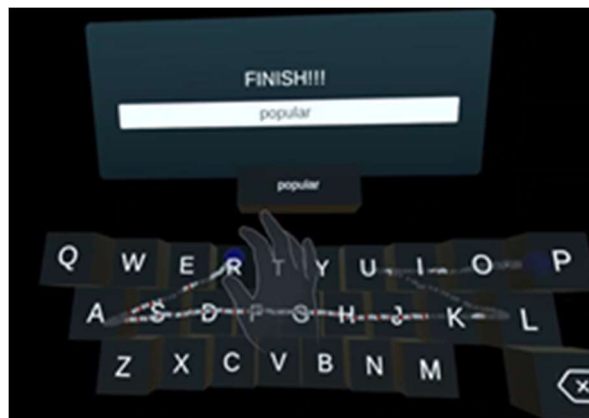 FINISH!!!
popular
popular
Q W E R T Y U I O P
A S D F G H J K L
Z X C V B N M